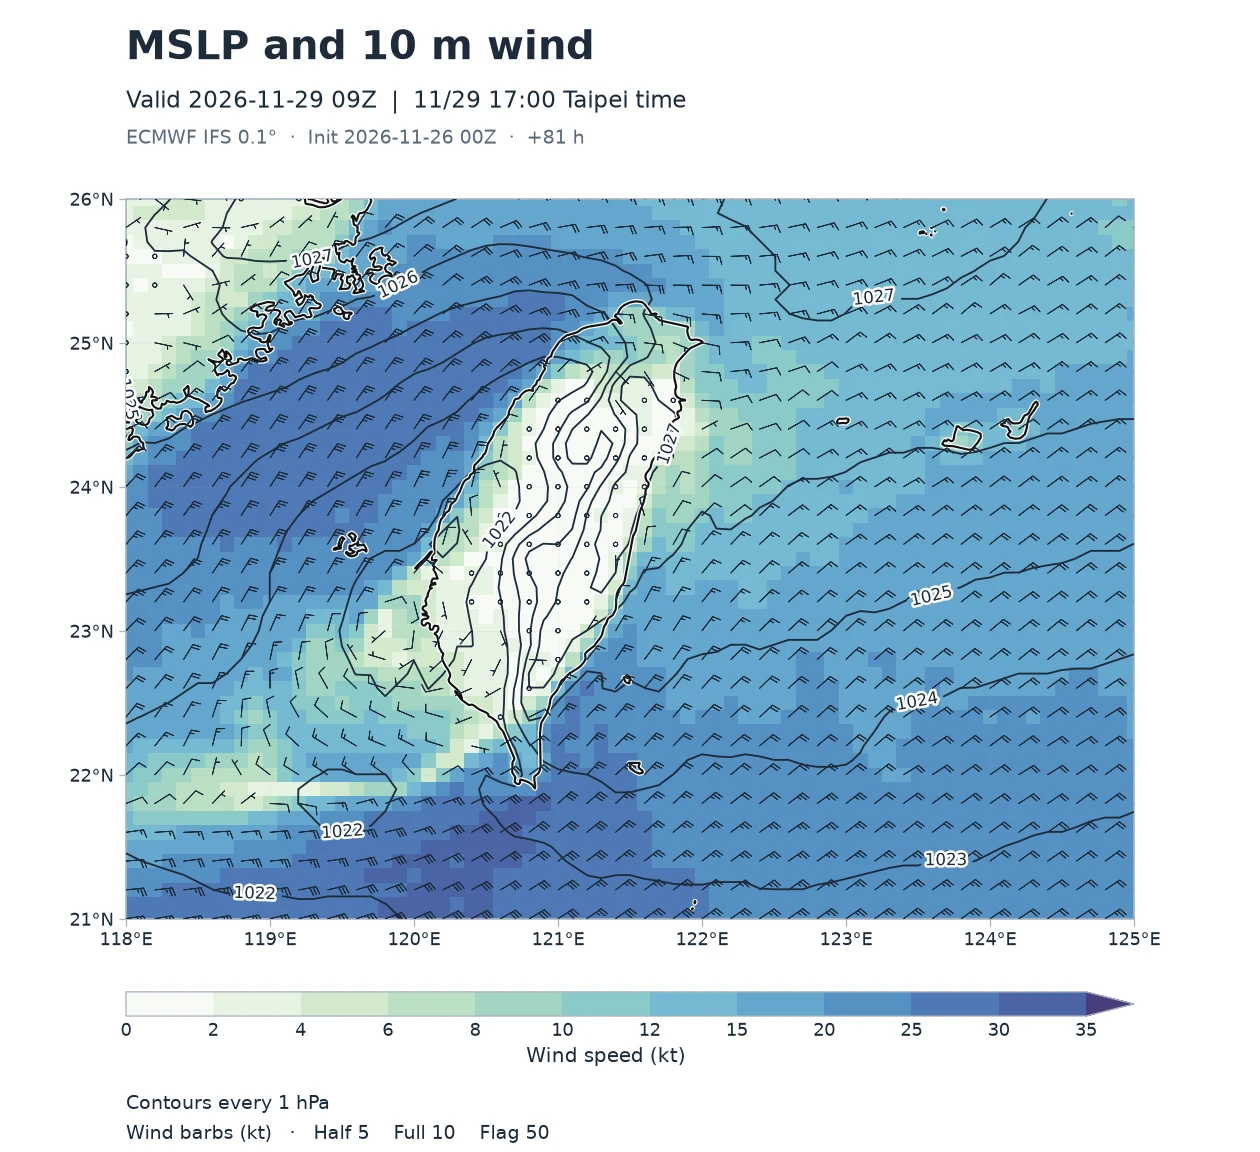 MSLP and 10 m wind
Valid 2026-11-29 09Z | 11/29 17:00 Taipei time
ECMWF IFS 0.1° · Init 2026-11-26 00Z · +81 h
26°N
25°N
24°N
23°N
22°N
21°N
1027
1026
1027
1025
1027
1022
1025
1024
1022
1023
1022
118°E 119°E 120°E 121°E 122°E 123°E 124°E 125°E
0 2 4 6 8 10 12 15 20 25 30 35
Wind speed (kt)
Contours every 1 hPa
Wind barbs (kt) · Half 5 Full 10 Flag 50